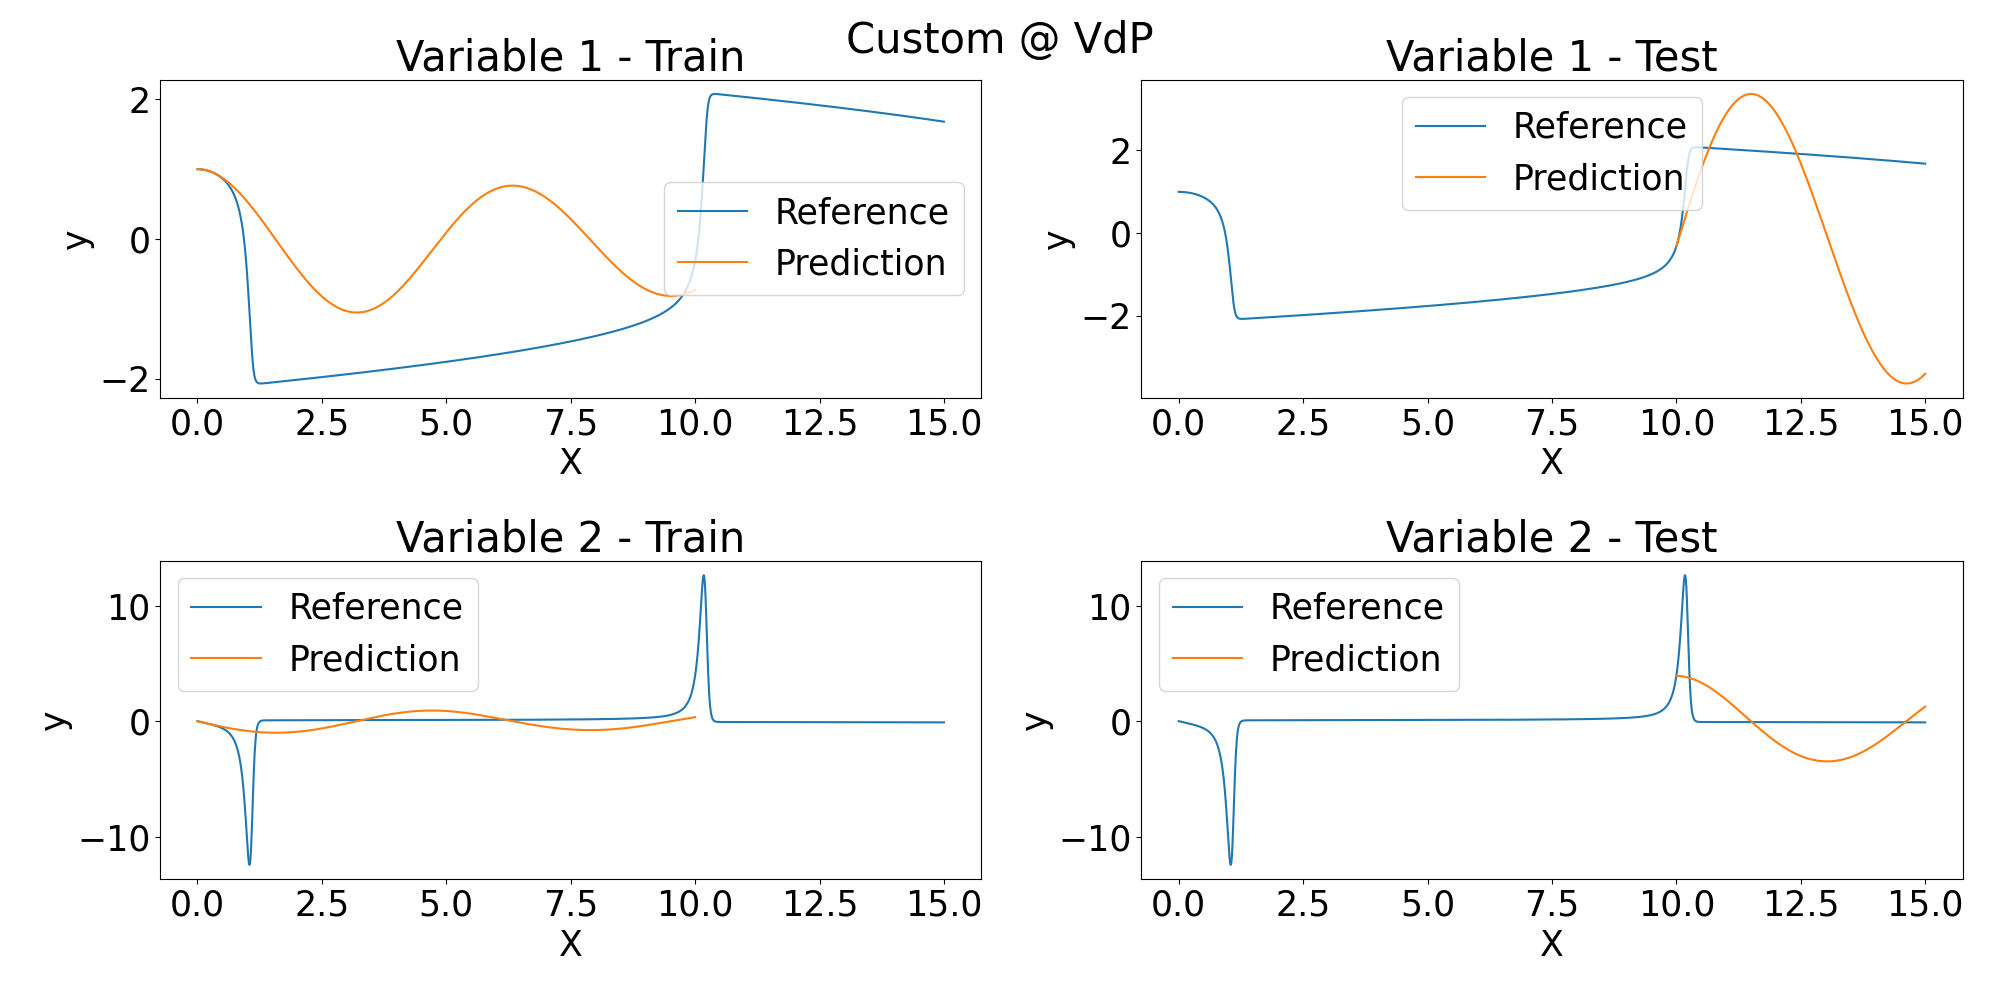 Custom @ VdP
Variable 1 - Train
2
0
−2
y
Reference
Prediction
0.0 2.5 5.0 7.5 10.0 12.5 15.0
X
Variable 1 - Test
2
0
−2
y
Reference
Prediction
0.0 2.5 5.0 7.5 10.0 12.5 15.0
X
Variable 2 - Train
10
0
−10
y
Reference
Prediction
0.0 2.5 5.0 7.5 10.0 12.5 15.0
X
Variable 2 - Test
10
0
−10
y
Reference
Prediction
0.0 2.5 5.0 7.5 10.0 12.5 15.0
X